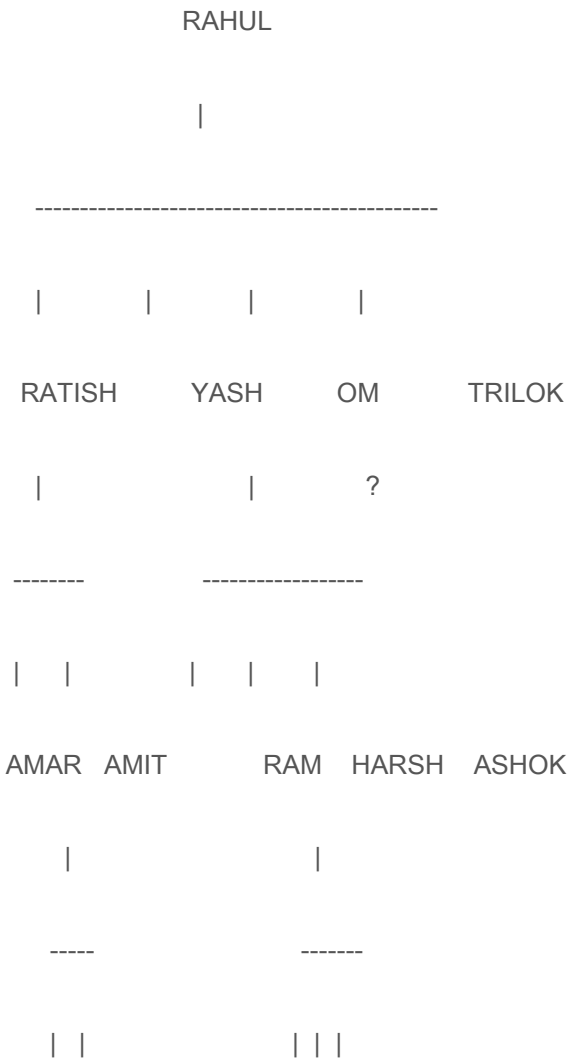 RAHUL
|
---------------------------------------------
| | | |
RATISH YASH OM TRILOK
| | ?
-------- ------------------
| | | | |
AMAR AMIT RAM HARSH ASHOK
| |
----- -------
| | | | |